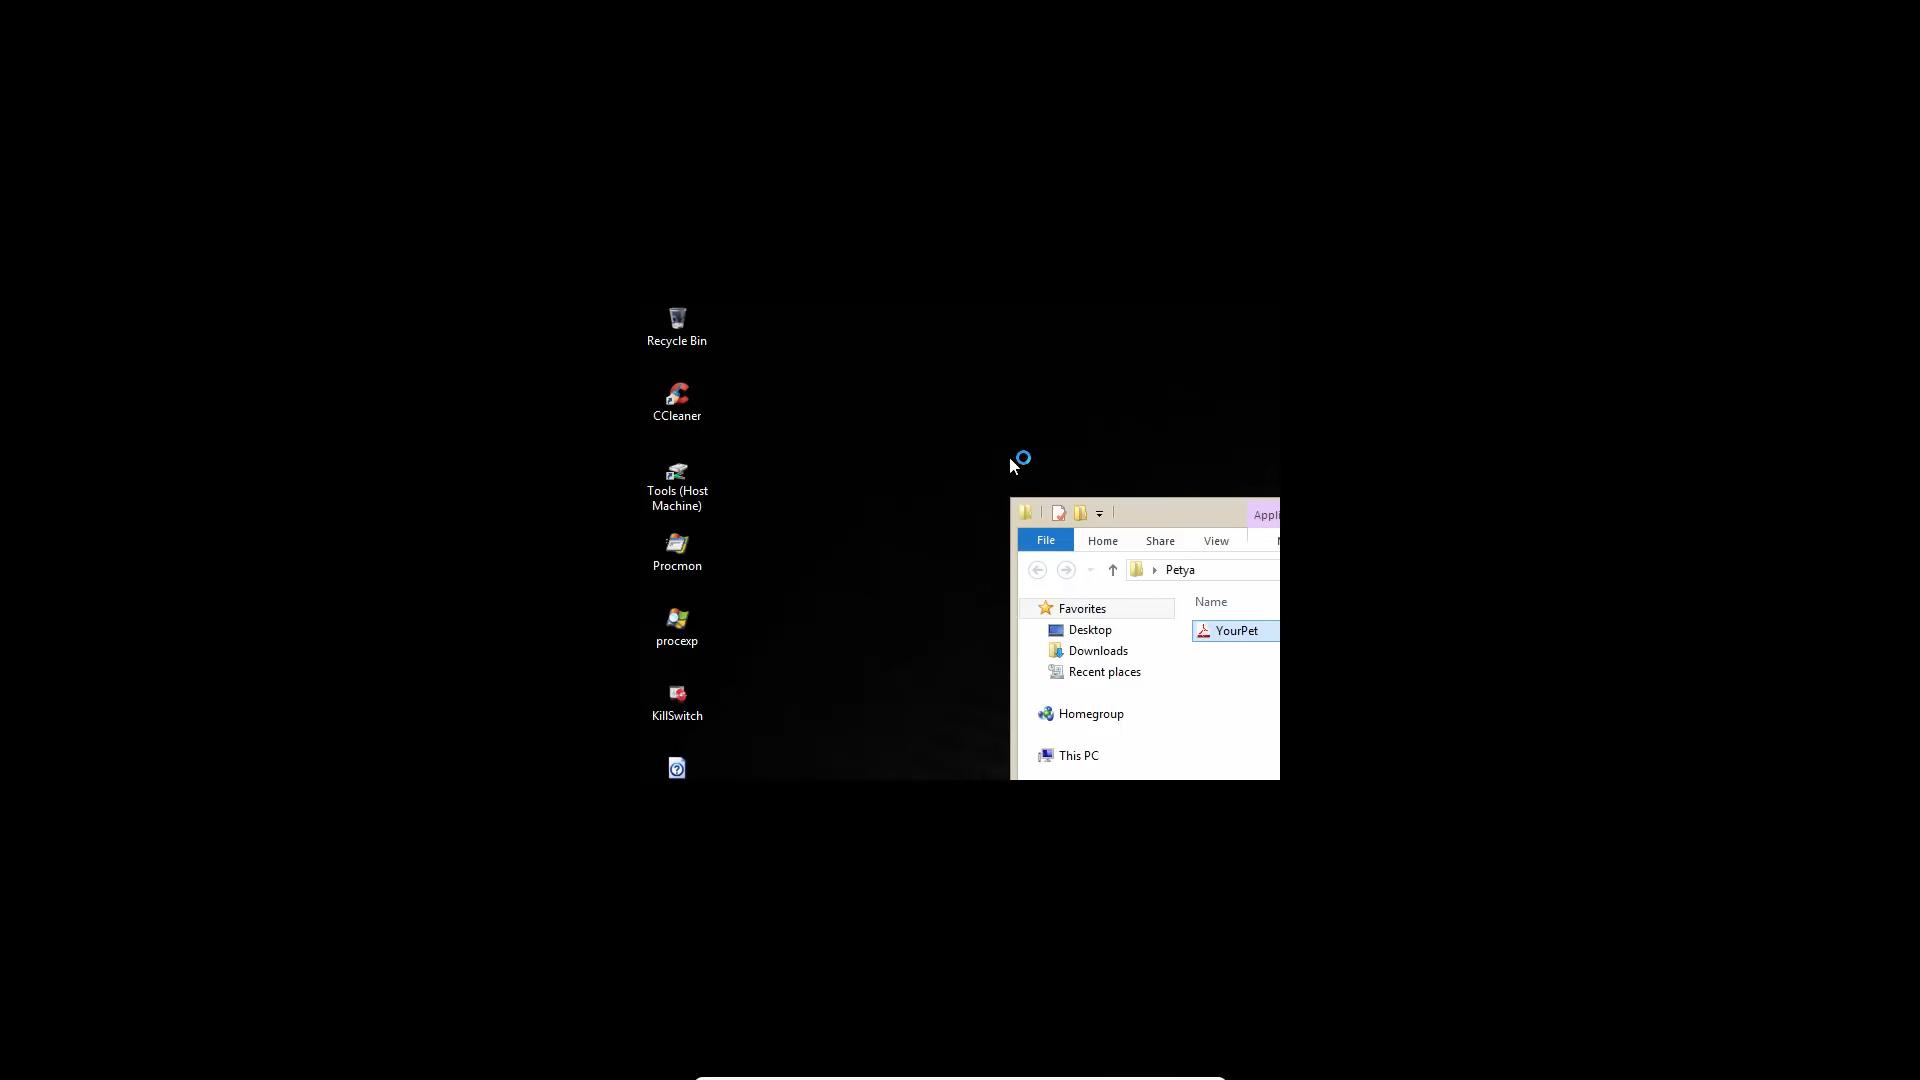 Recycle Bin
CCleaner
Tools (Host
Machine)
Procmon
procexp
KillSwitch
File
Home
Share
View
Petya
Name
Favorites
YourPet
Desktop
Downloads
Recent places
Homegroup
This PC